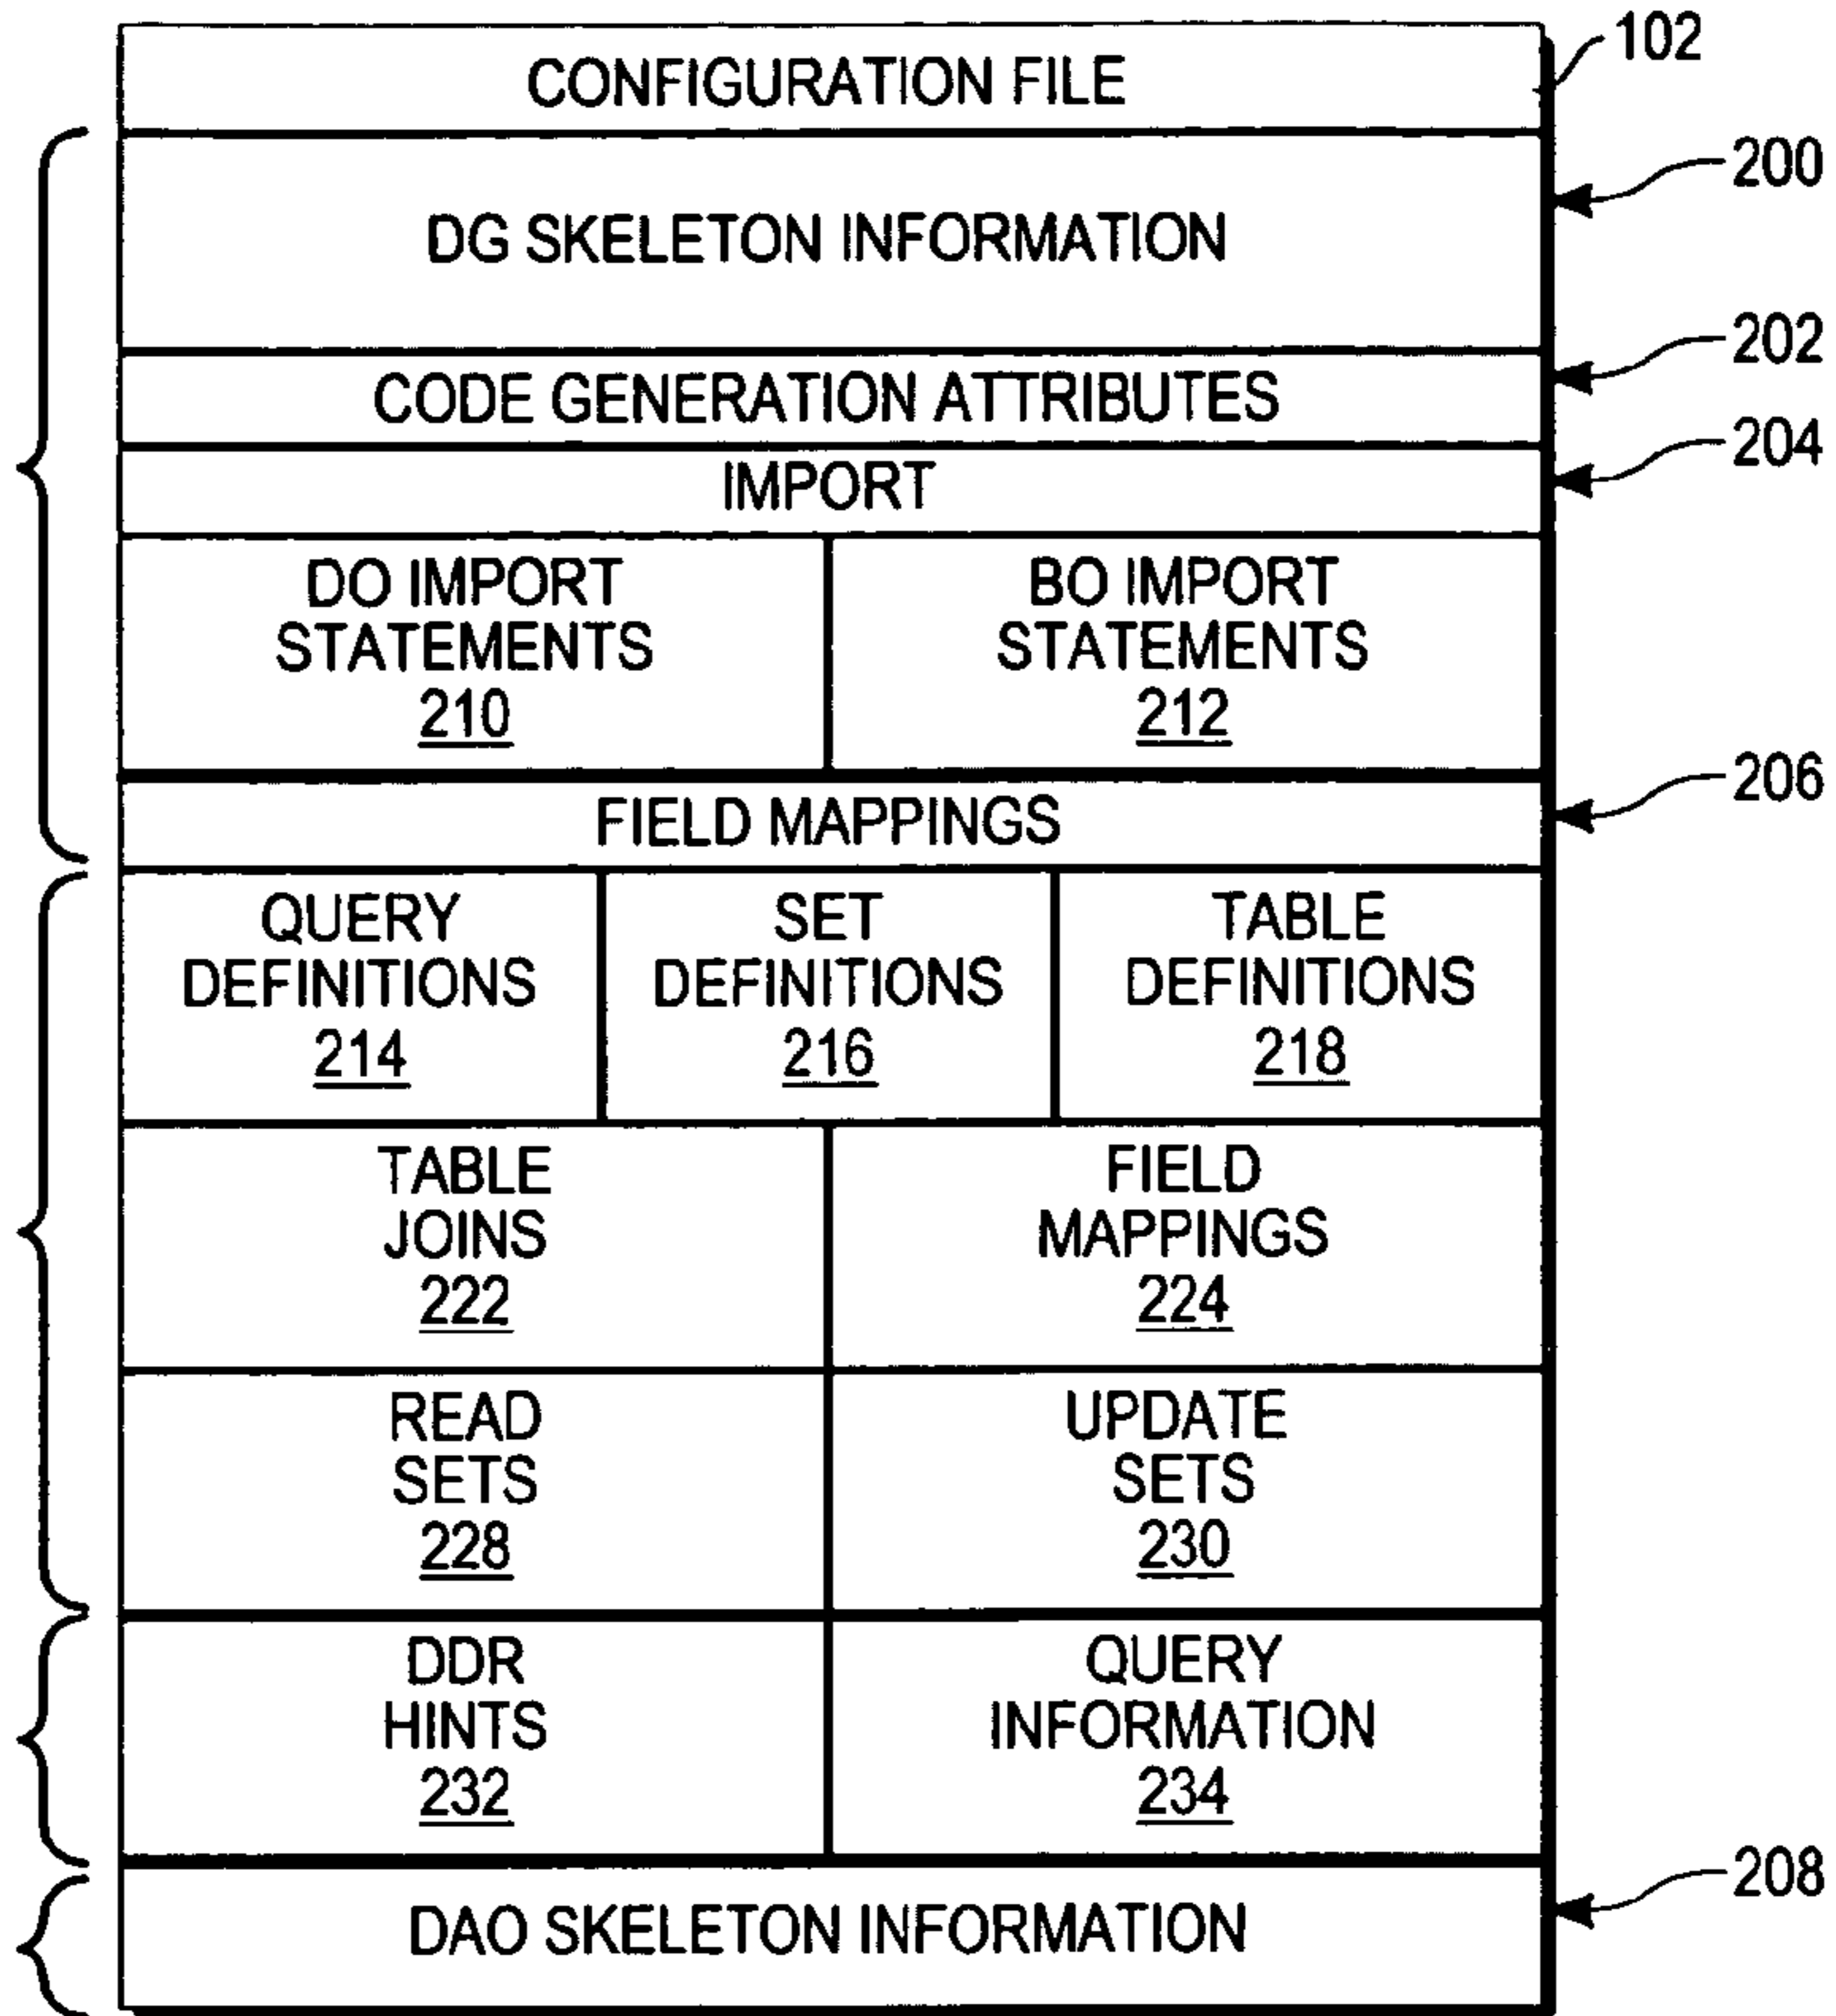 CONFIGURATION FILE
102
DG SKELETON INFORMATION
200
CODE GENERATION ATTRIBUTES
202
IMPORT
204
DO IMPORT
STATEMENTS
210
BO IMPORT
STATEMENTS
212
FIELD MAPPINGS
206
QUERY
DEFINITIONS
214
SET
DEFINITIONS
216
TABLE
DEFINITIONS
218
TABLE
JOINS
222
FIELD
MAPPINGS
224
READ
SETS
228
UPDATE
SETS
230
DDR
HINTS
232
QUERY
INFORMATION
234
DAO SKELETON INFORMATION
208